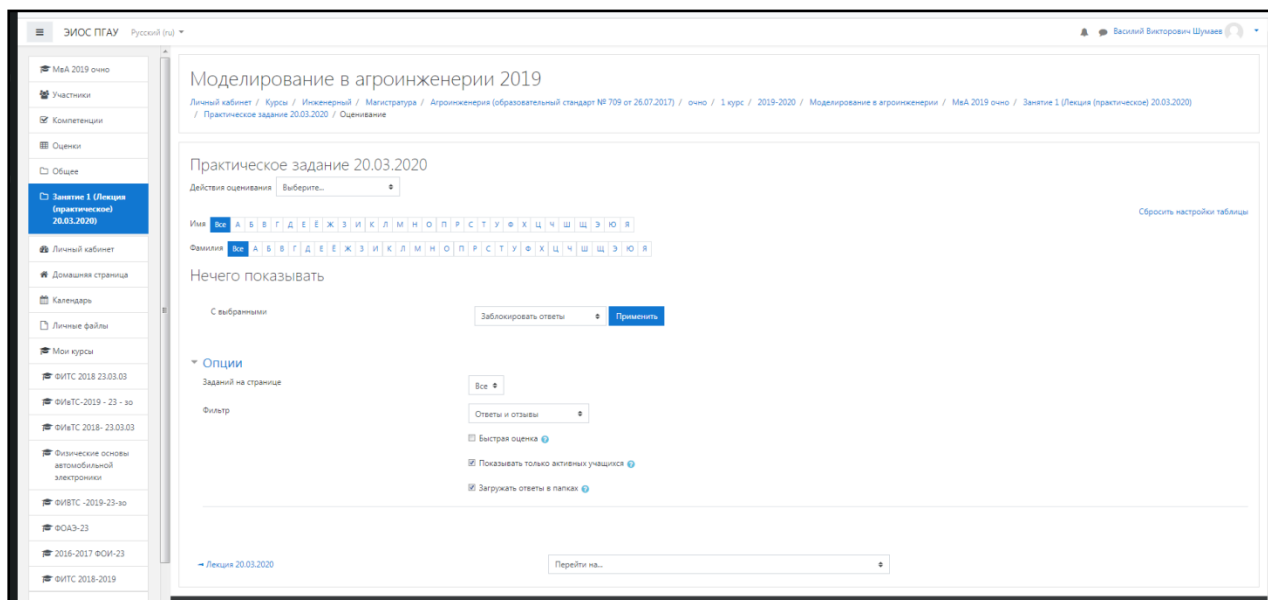 ЭИОС ПГАУ Русский (ru)
Василий Викторович Шумаев
МвА 2019 очно
Участники
Компетенции
Оценки
Общее
Занятие 1 (Лекция
(практическое)
20.03.2020)
Личный кабинет
Домашняя страница
Календарь
Личные файлы
Мои курсы
ФИТС 2018 23.03.03
ФИвТС-2019 - 23 - зо
ФИвТС 2018- 23.03.03
Физические основы
автомобильной
электроники
ФИВТС -2019-23-зо
ФОАЭ-23
2016-2017 ФОИ-23
ФИТС 2018-2019
Моделирование в агроинженерии 2019
Личный кабинет / Курсы / Инженерный / Магистратура / Агроинженерия (образовательный стандарт № 709 от 26.07.2017) / очно / 1 курс / 2019-2020 / Моделирование в агроинженерии / МвА 2019 очно / Занятие 1 (Лекция (практическое) 20.03.2020)
/ Практическое задание 20.03.2020 / Оценивание
Практическое задание 20.03.2020
Действия оценивания Выберите...
Сбросить настройки таблицы
Имя Все А Б В Г Д Е Ё Ж З И К Л М Н О П Р С Т У Ф Х Ц Ч Ш Щ Э Ю Я
Фамилия Все А Б В Г Д Е Ё Ж З И К Л М Н О П Р С Т У Ф Х Ц Ч Ш Щ Э Ю Я
Нечего показывать
С выбранными Заблокировать ответы Применить
Опции
Заданий на странице Все
Фильтр Ответы и отзывы
Быстрая оценка
Показывать только активных учащихся
Загружать ответы в папках
Лекция 20.03.2020 Перейти на...